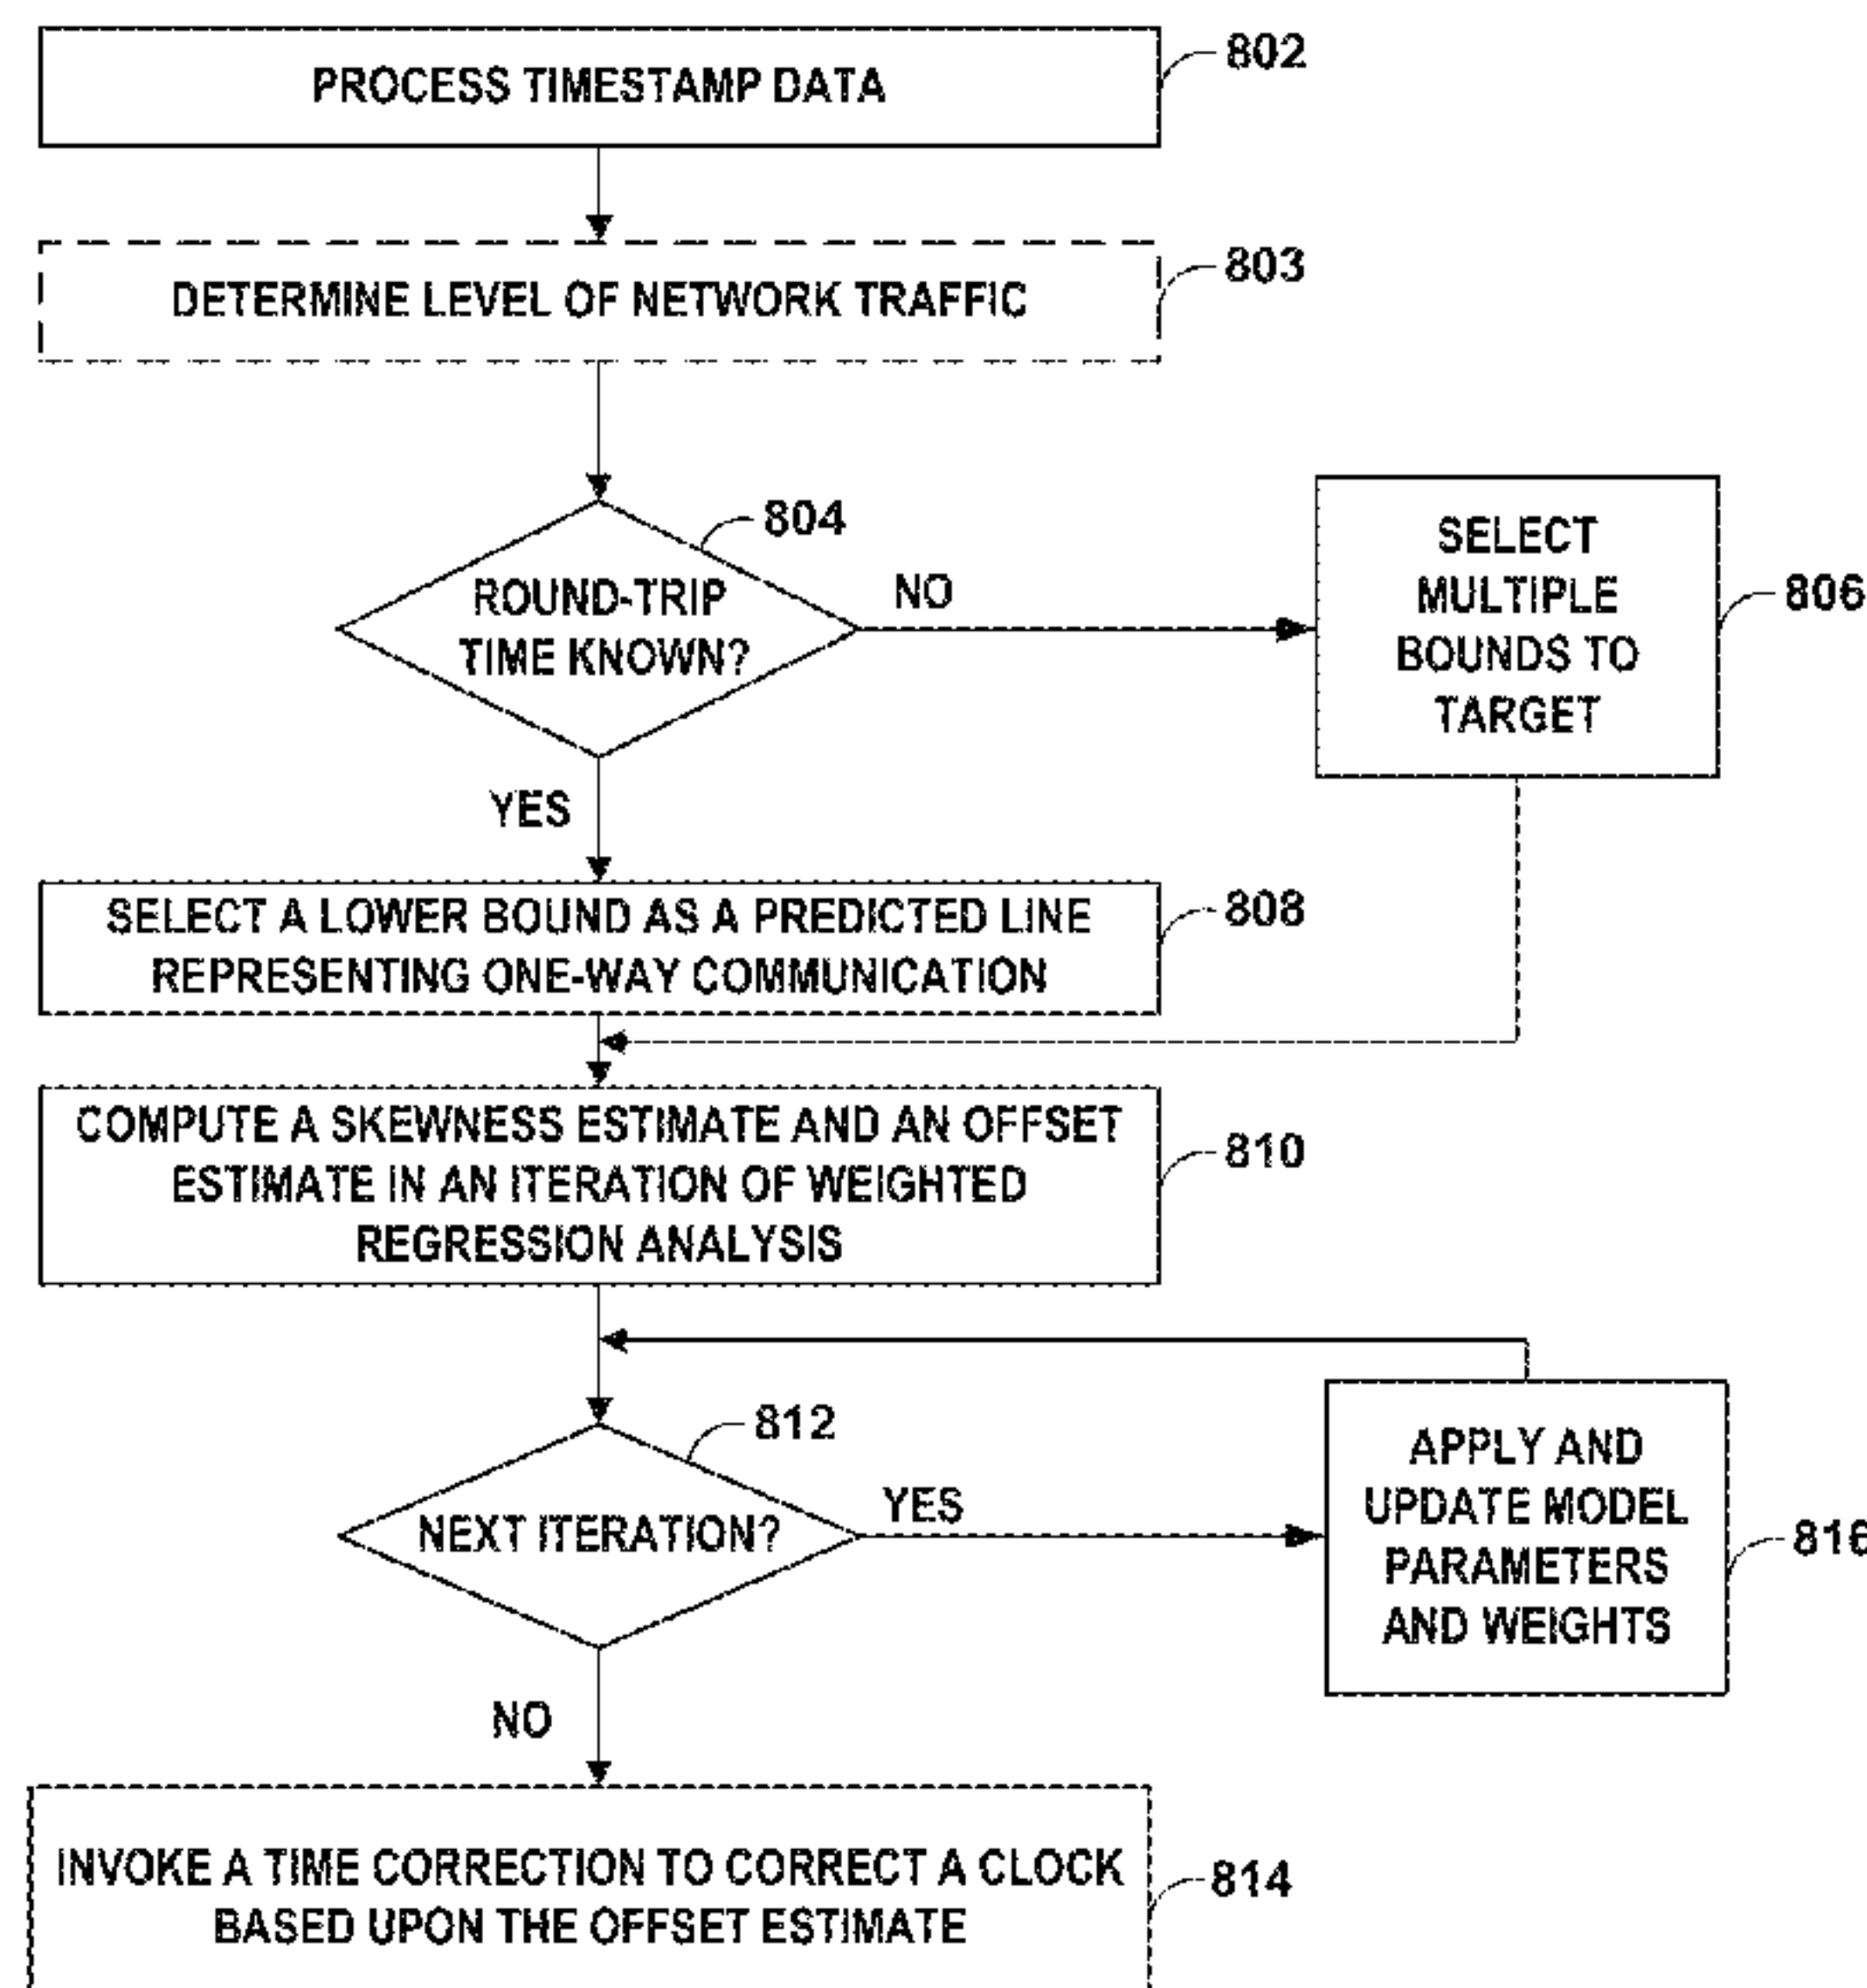 PROCESS TIMESTAMP DATA
802
DETERMINE LEVEL OF NETWORK TRAFFIC
803
804
ROUND-TRIP
TIME KNOWN?
NO
YES
SELECT
MULTIPLE
BOUNDS TO
TARGET
806
SELECT A LOWER BOUND AS A PREDICTED LINE
REPRESENTING ONE-WAY COMMUNICATION
808
COMPUTE A SKEWNESS ESTIMATE AND AN OFFSET
ESTIMATE IN AN ITERATION OF WEIGHTED
REGRESSION ANALYSIS
810
812
NEXT ITERATION?
YES
NO
APPLY AND
UPDATE MODEL
PARAMETERS
AND WEIGHTS
816
INVOKE A TIME CORRECTION TO CORRECT A CLOCK
BASED UPON THE OFFSET ESTIMATE
814